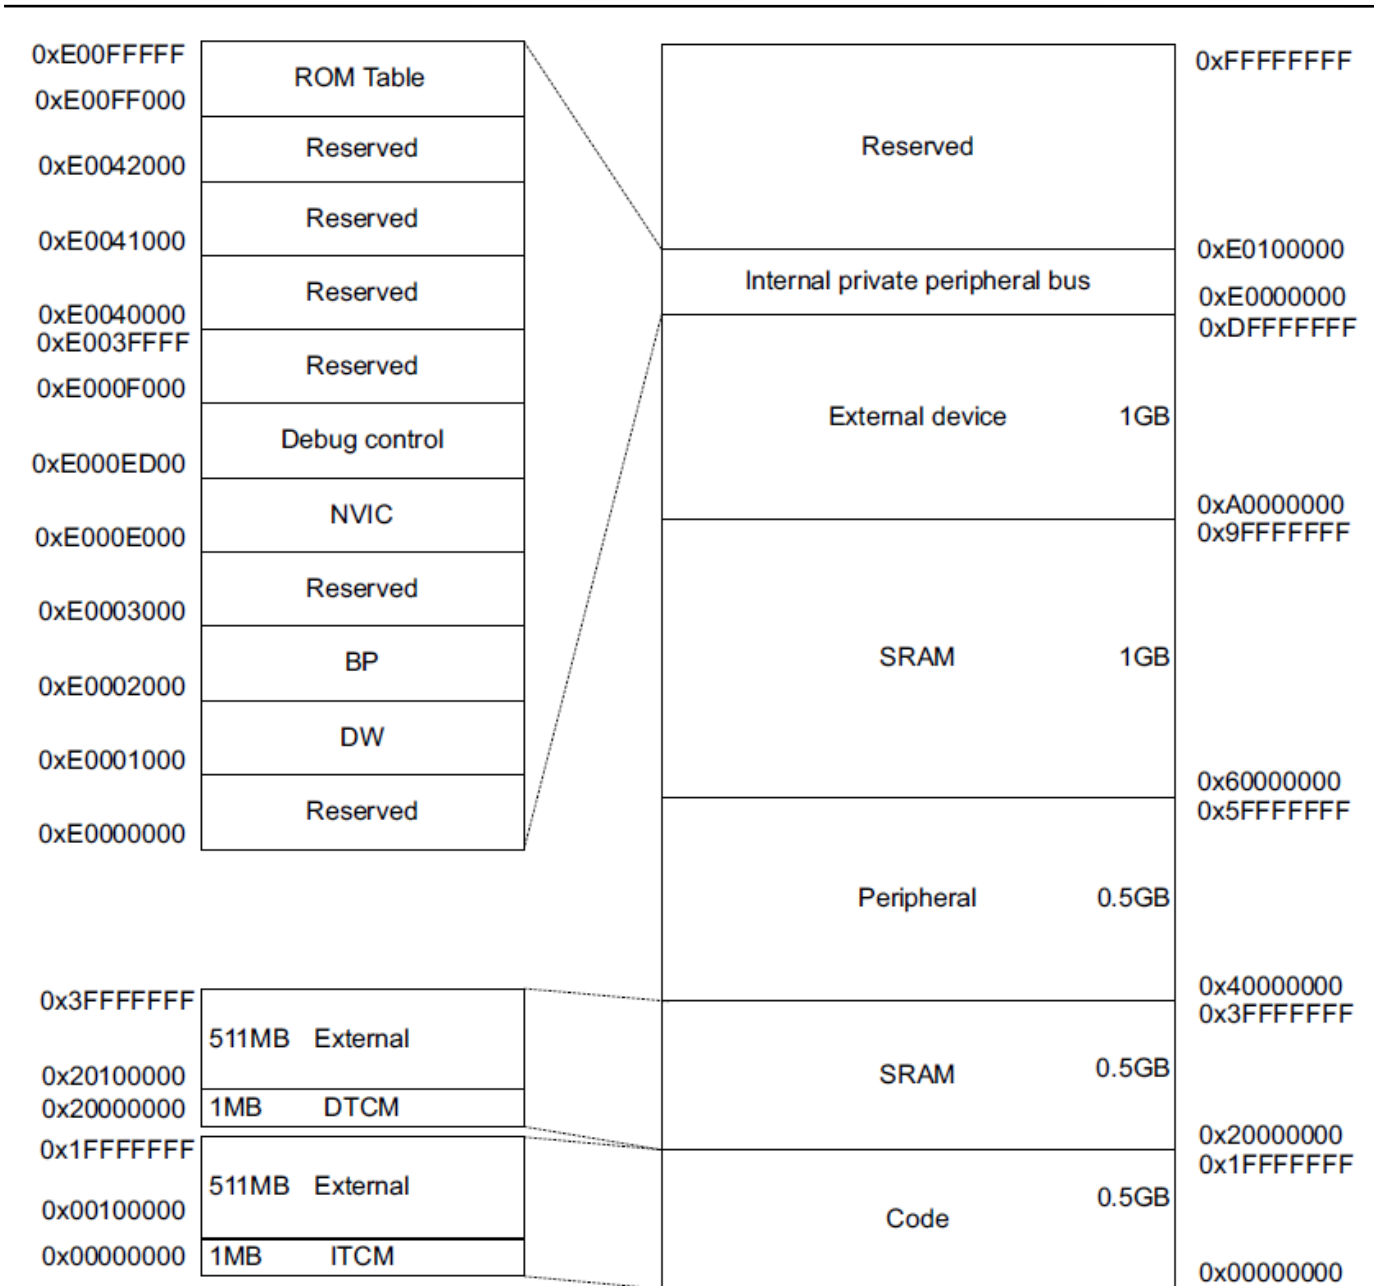 0xE00FFFFF
ROM Table
0xE00FF000
Reserved
0xE0042000
Reserved
0xE0041000
Reserved
0xE0040000
0xE003FFFF
Reserved
0xE000F000
Debug control
0xE000ED00
NVIC
0xE000E000
Reserved
0xE0003000
BP
0xE0002000
DW
0xE0001000
Reserved
0xE0000000
0x3FFFFFFF
511MB External
0x20100000
0x20000000 1MB DTCM
0x1FFFFFFF
511MB External
0x00100000
0x00000000 1MB ITCM
0xFFFFFFFF
Reserved
0xE0100000
Internal private peripheral bus
0xE0000000
0xDFFFFFFF
External device 1GB
0xA0000000
0x9FFFFFFF
SRAM 1GB
0x60000000
0x5FFFFFFF
Peripheral 0.5GB
0x40000000
0x3FFFFFFF
SRAM 0.5GB
0x20000000
0x1FFFFFFF
0.5GB
Code
0x00000000